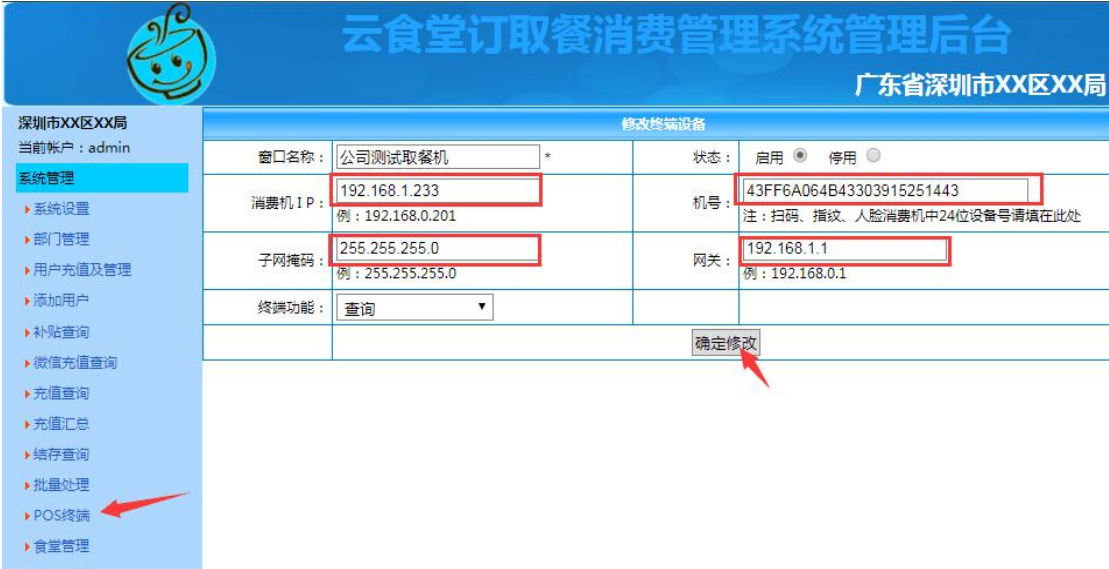 云食堂订取餐消费管理系统管理后台
广东省深圳市XX区XX局
深圳市XX区XX局
当前帐户：admin
系统管理
系统设置
部门管理
用户充值及管理
添加用户
补贴查询
微信充值查询
充值查询
充值汇总
结存查询
批量处理
POS终端
食堂管理
修改终端设备
窗口名称： 公司测试取餐机 * 状态： 启用 停用
消费机IP： 192.168.1.233 机号： 43FF6A064B43303915251443
例：192.168.0.201 注：扫码、指纹、人脸消费机中24位设备号请填在此处
子网掩码： 255.255.255.0 网关： 192.168.1.1
例：255.255.255.0 例：192.168.0.1
终端功能： 查询
确定修改